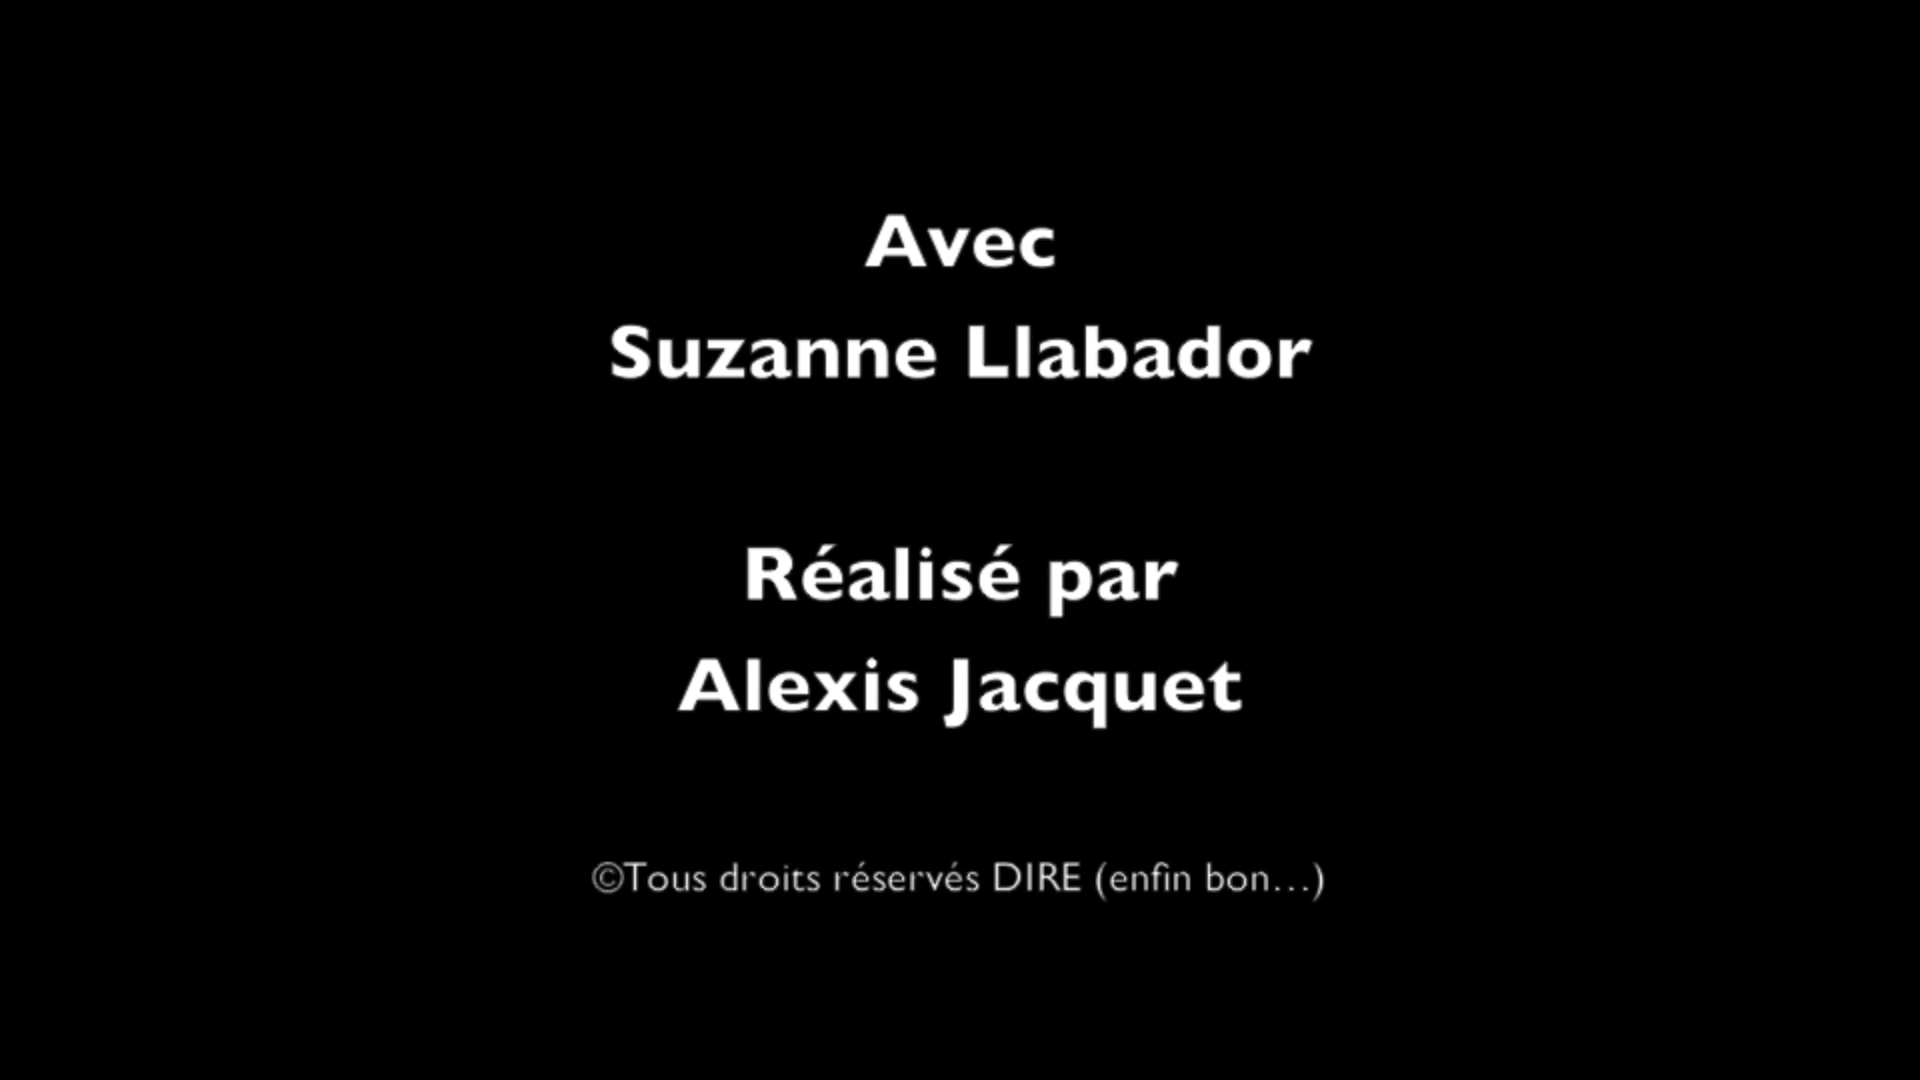 Avec
Suzanne Llabador
Réalisé par
Alexis Jacquet
©Tous droits réservés DIRE (enfin bon...)